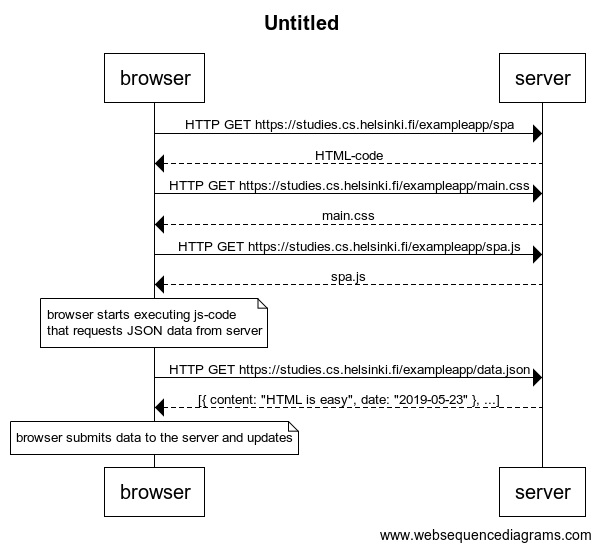 Untitled
browser
server
HTTP GET https://studies.cs.helsinki.fi/exampleapp/spa
HTML-code
HTTP GET https://studies.cs.helsinki.fi/exampleapp/main.css
main.css
HTTP GET https://studies.cs.helsinki.fi/exampleapp/spa.js
spa.js
browser starts executing js-code
that requests JSON data from server
HTTP GET https://studies.cs.helsinki.fi/exampleapp/data.json
[{ content: "HTML is easy", date: "2019-05-23" }, ...]
browser submits data to the server and updates
browser
server
www.websequencediagrams.com